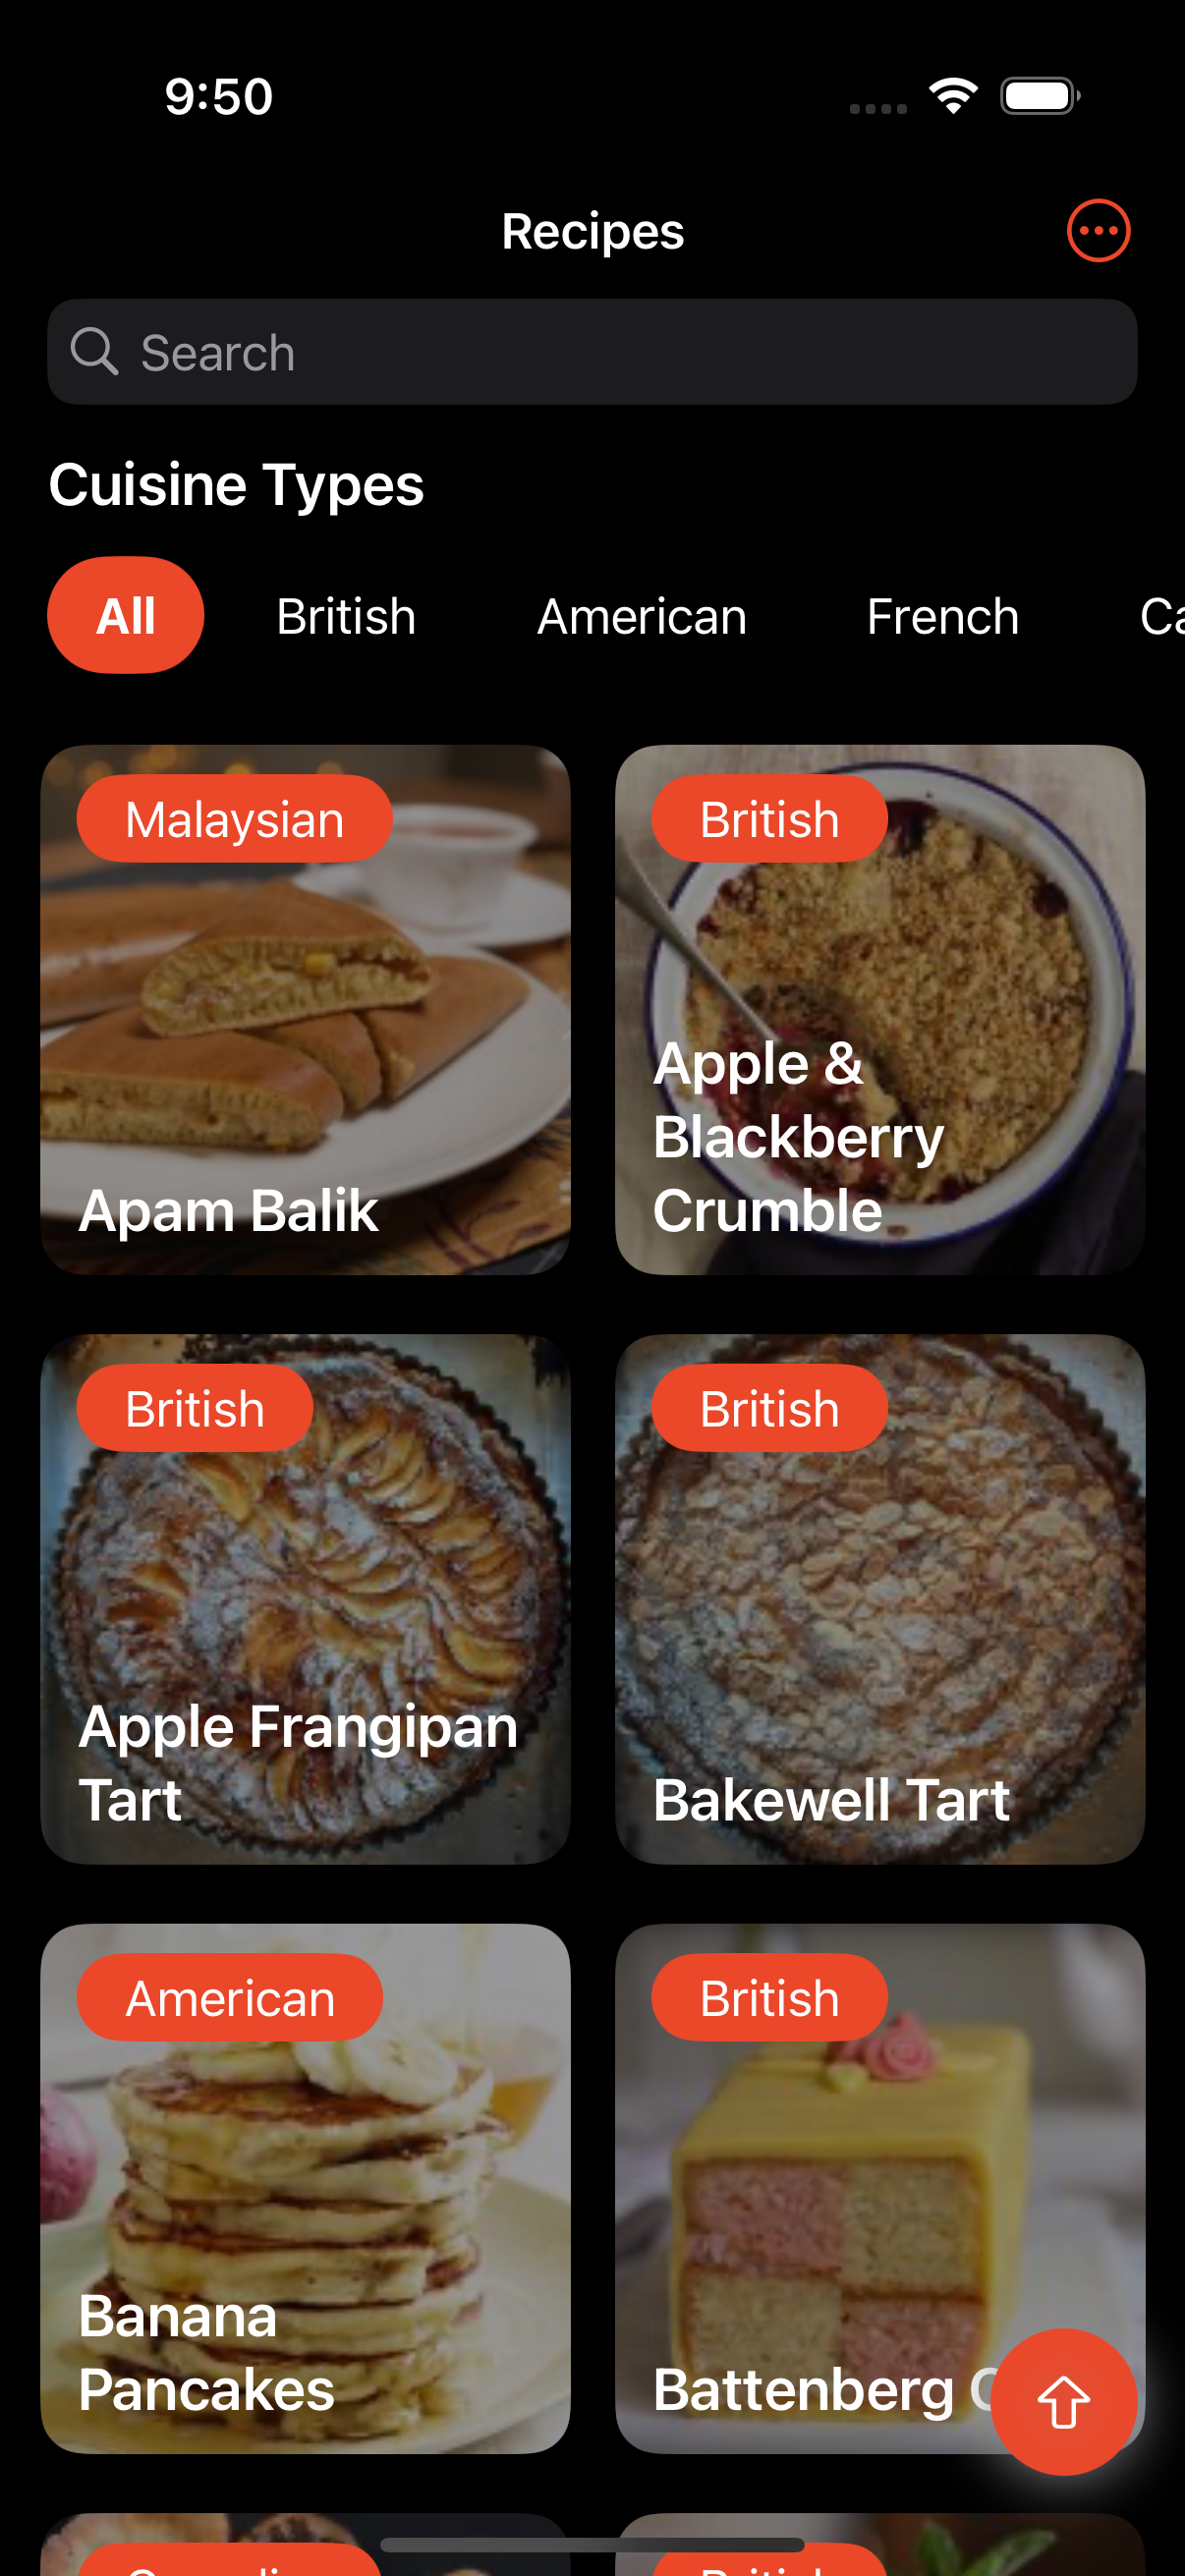 9:50
Recipes
Search
Cuisine Types
All British American French
Malaysian
Apam Balik
British
Apple &
Blackberry
Crumble
British
Apple Frangipan
Tart
British
Bakewell Tart
American
Banana
Pancakes
British
Battenberg